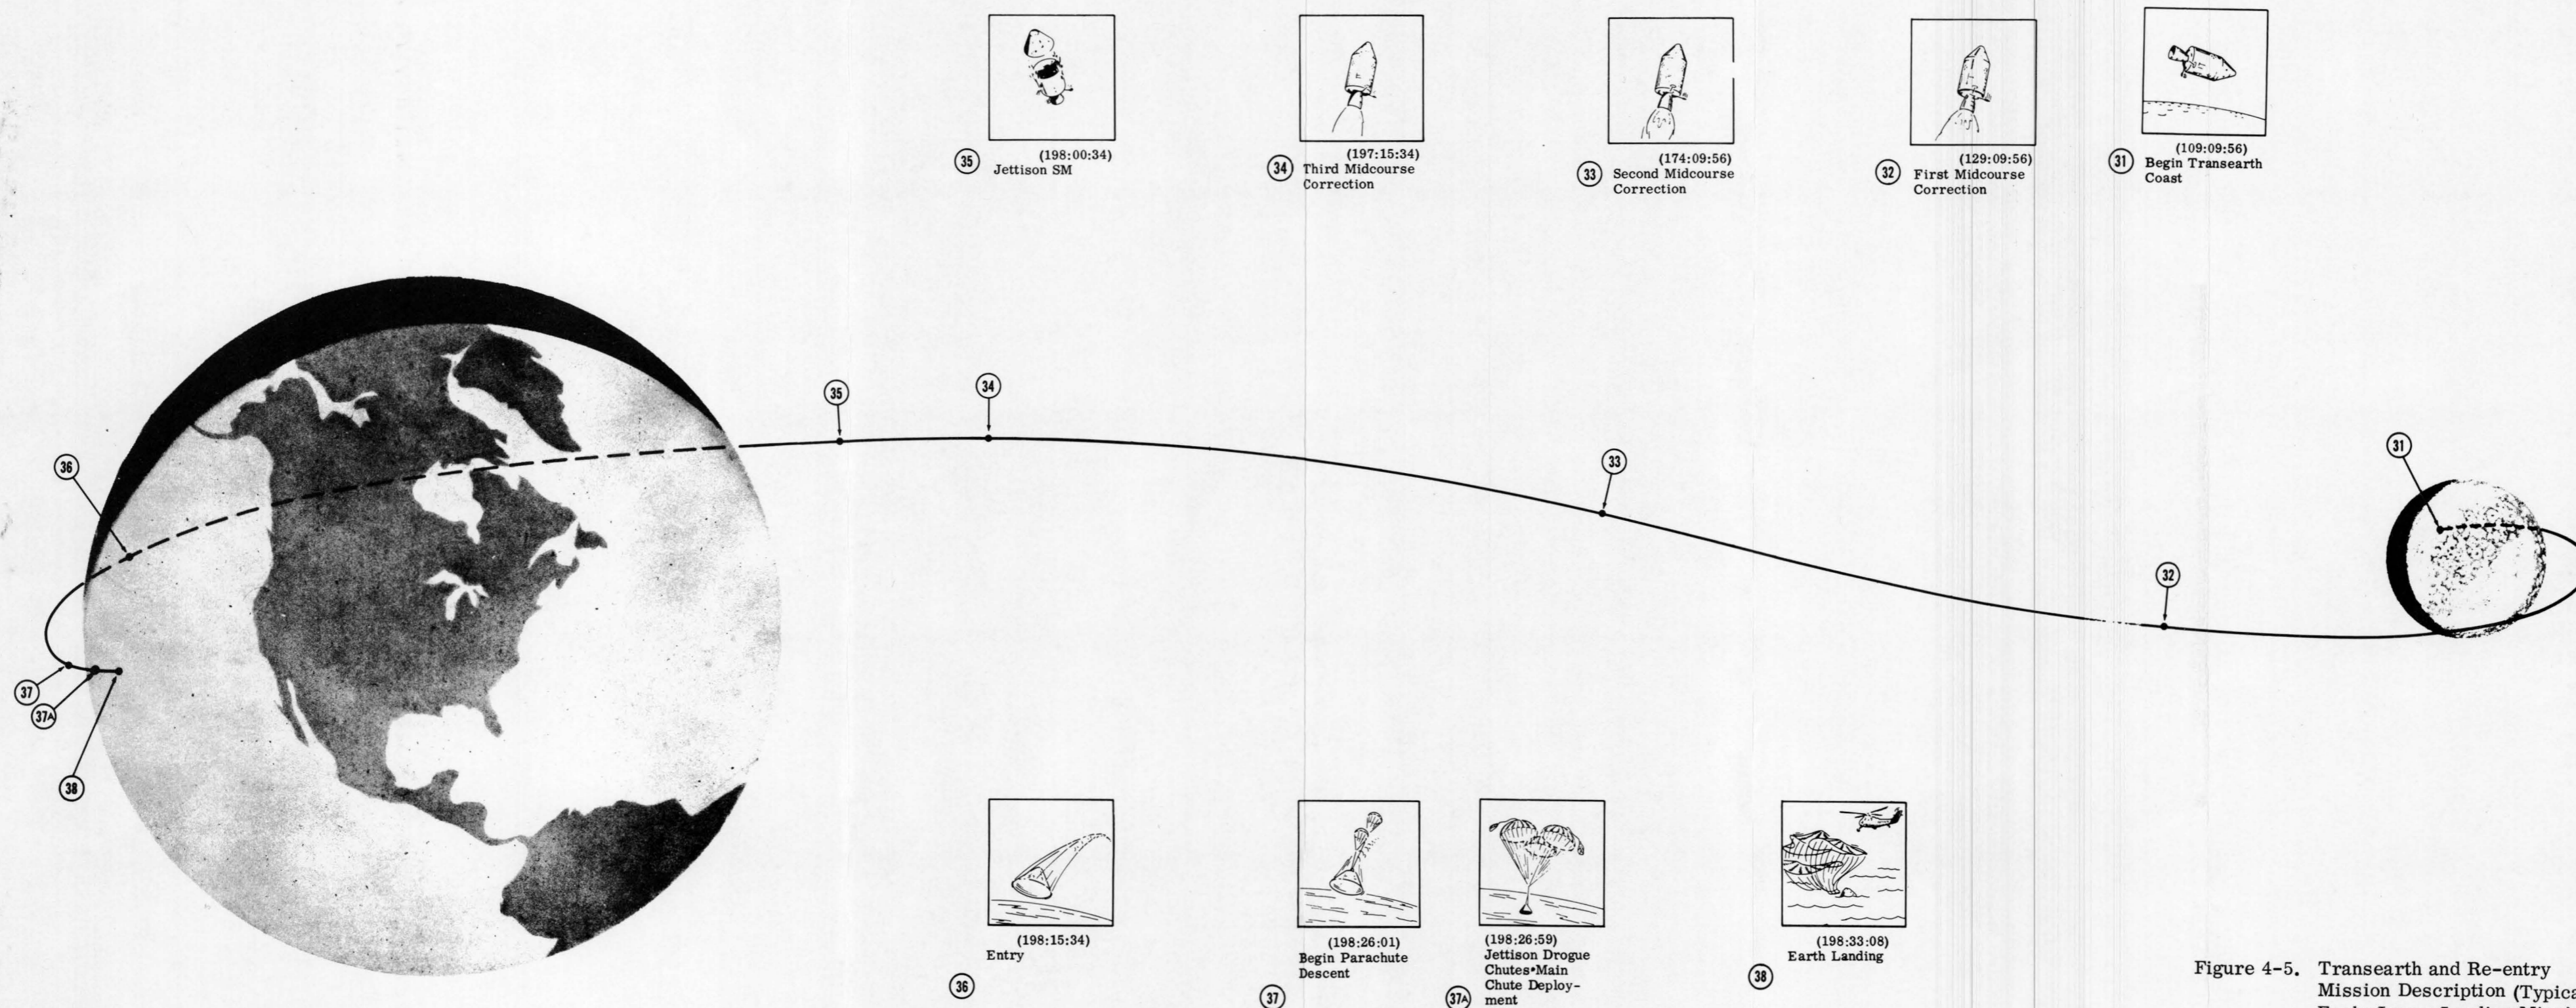 (198:00:34)
35 Jettison SM
(197:15:34)
34 Third Midcourse
Correction
(174:09:56)
33 Second Midcourse
Correction
(129:09:56)
32 First Midcourse
Correction
(109:09:56)
31 Begin Transearth
Coast
35
34
33
31
32
36
37
37A
38
(198:15:34)
Entry
36
(198:26:01)
Begin Parachute
Descent
37
(198:26:59)
Jettison Drogue
Chutes•Main
Chute Deploy-
ment
37A
(198:33:08)
Earth Landing
38
Figure 4-5. Transearth and Re-entry
Mission Description (Typica